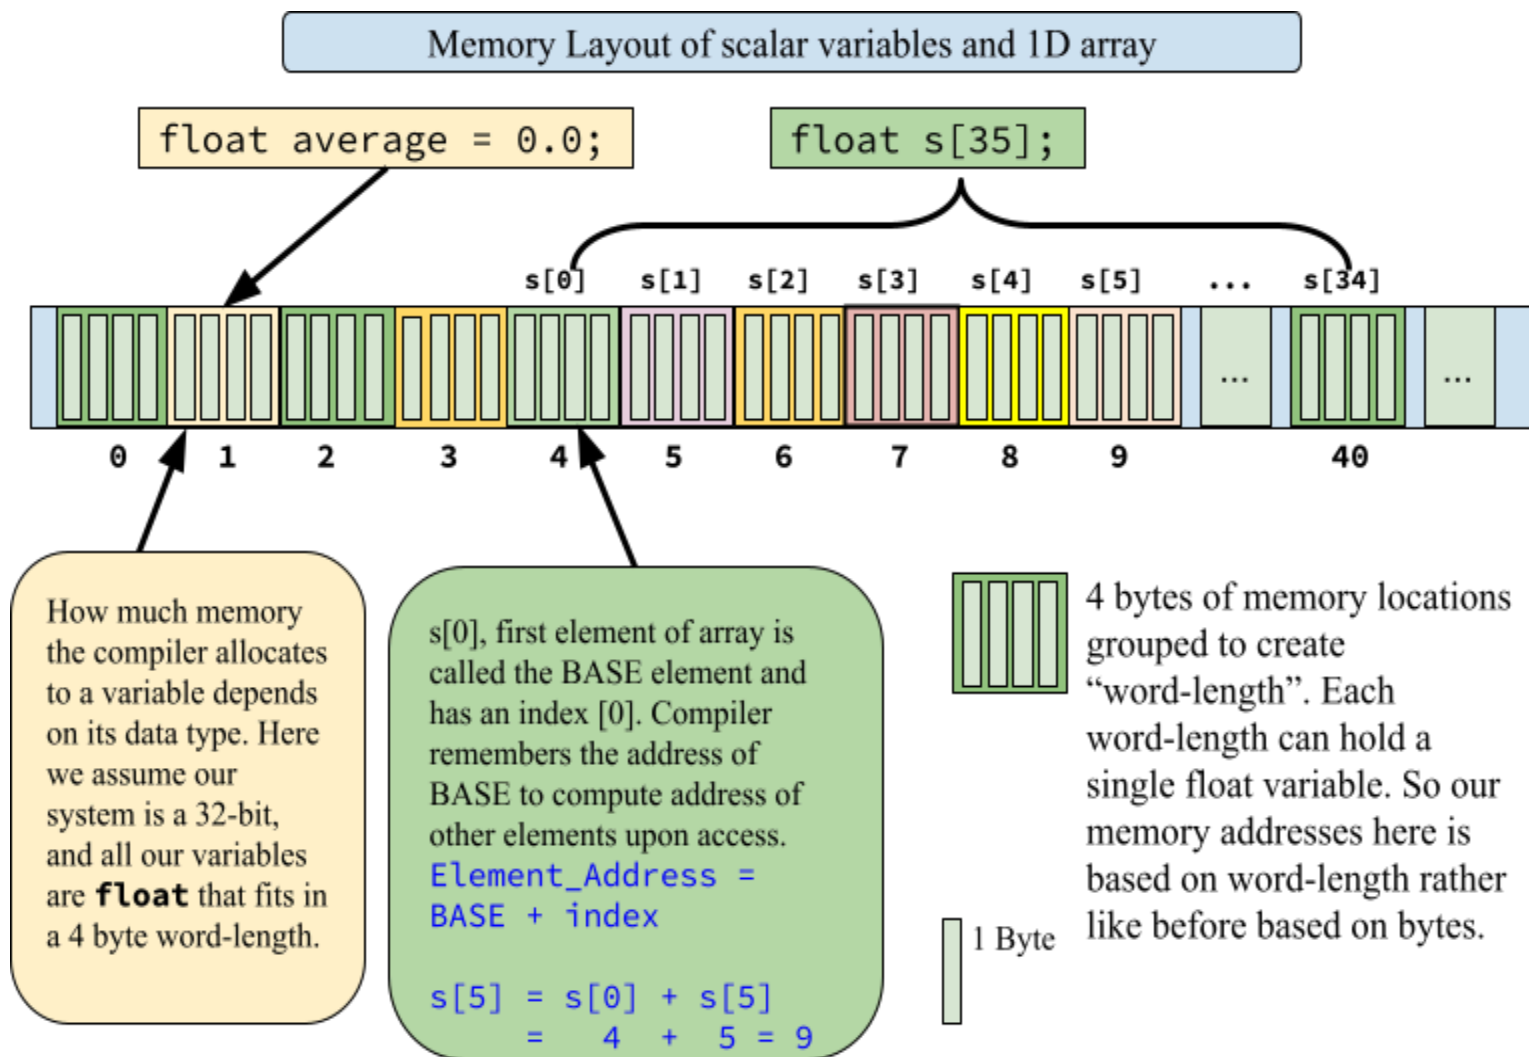 Memory Layout of scalar variables and 1D array
float average = 0.0;
float s[35];
s[0] s[1] s[2] s[3] s[4] s[5] ... s[34]
... ...
0 1 2 3 4 5 6 7 8 9 40
How much memory
the compiler allocates
to a variable depends
on its data type. Here
we assume our
system is a 32-bit,
and all our variables
are float that fits in
a 4 byte word-length.
s[0], first element of array is
called the BASE element and
has an index [0]. Compiler
remembers the address of
BASE to compute address of
other elements upon access.
Element_Address =
BASE + index
s[5] = s[0] + s[5]
= 4 + 5 = 9
4 bytes of memory locations
grouped to create
“word-length”. Each
word-length can hold a
single float variable. So our
memory addresses here is
based on word-length rather
like before based on bytes.
1 Byte